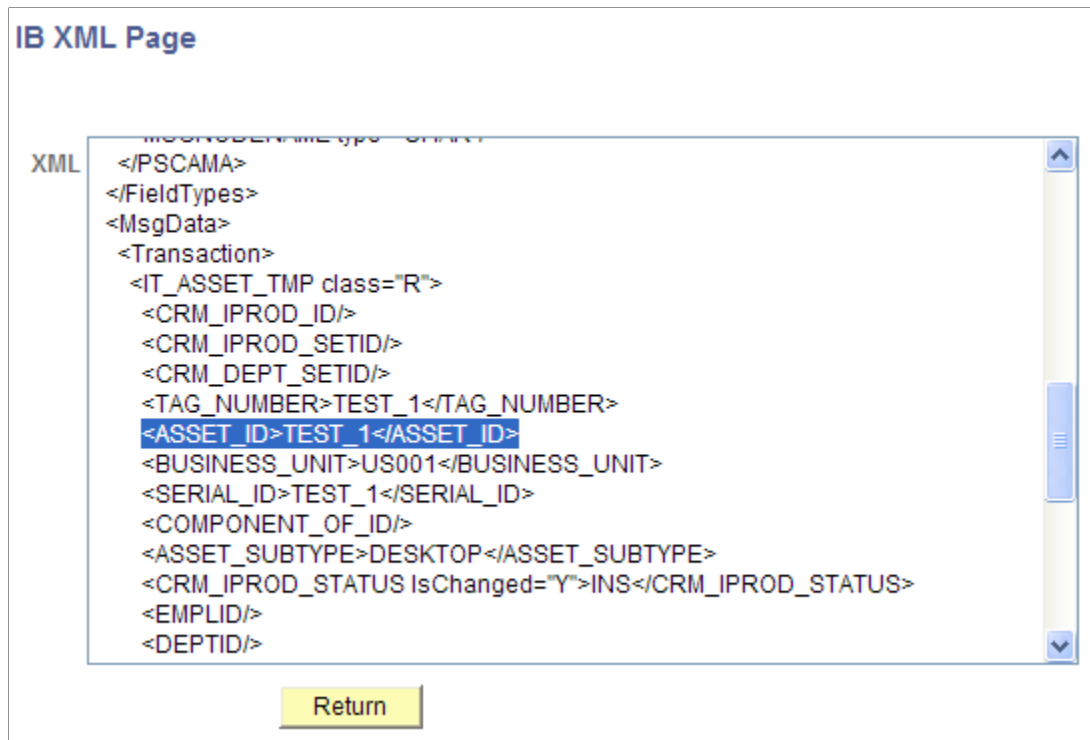 IB XML Page
XML
</PSCAMA>
</FieldTypes>
<MsgData>
<Transaction>
<IT_ASSET_TMP class="R">
<CRM_IPROD_ID/>
<CRM_IPROD_SETID/>
<CRM_DEPT_SETID/>
<TAG_NUMBER>TEST_1</TAG_NUMBER>
<ASSET_ID>TEST_1</ASSET_ID>
<BUSINESS_UNIT>US001</BUSINESS_UNIT>
<SERIAL_ID>TEST_1</SERIAL_ID>
<COMPONENT_OF_ID/>
<ASSET_SUBTYPE>DESKTOP</ASSET_SUBTYPE>
<CRM_IPROD_STATUS IsChanged="Y">INS</CRM_IPROD_STATUS>
<EMPLID/>
<DEPTID/>
Return